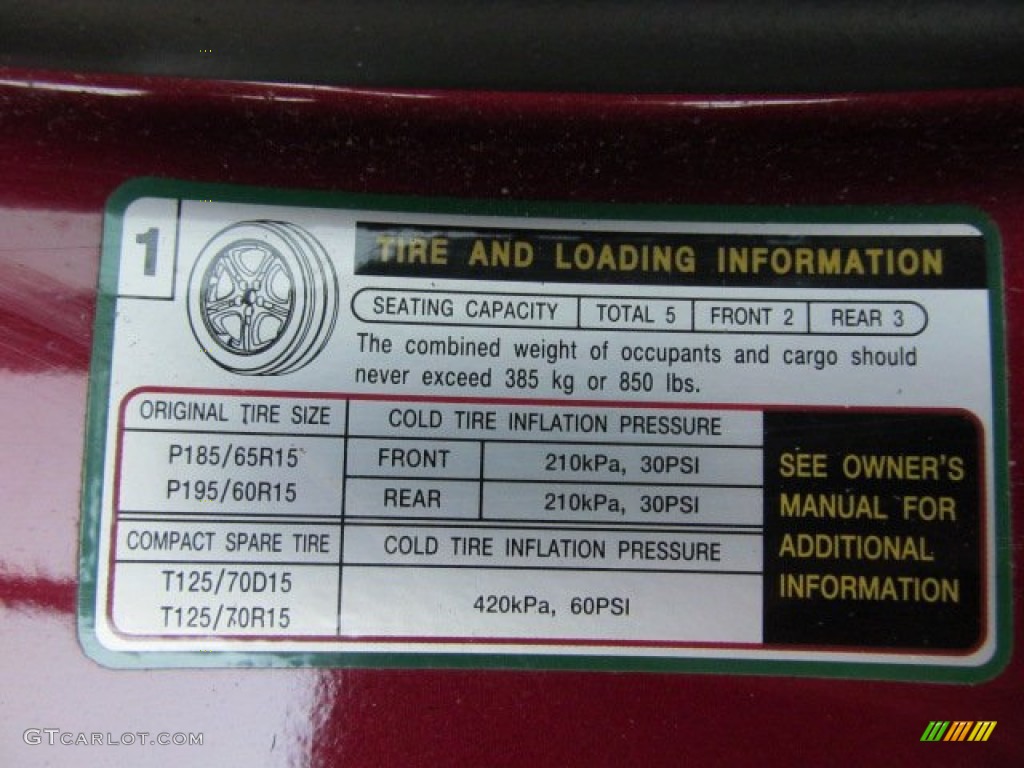 1
TIRE AND LOADING INFORMATION
SEATING CAPACITY TOTAL 5 FRONT 2 REAR 3
The combined weight of occupants and cargo should
never exceed 385 kg or 850 lbs.
ORIGINAL TIRE SIZE COLD TIRE INFLATION PRESSURE
P185/65R15 FRONT 210kPa, 30PSI
P195/60R15 REAR 210kPa, 30PSI
SEE OWNER'S
MANUAL FOR
ADDITIONAL
INFORMATION
COMPACT SPARE TIRE COLD TIRE INFLATION PRESSURE
T125/70D15
T125/70R15
420kPa, 60PSI
GTCARLOT.COM